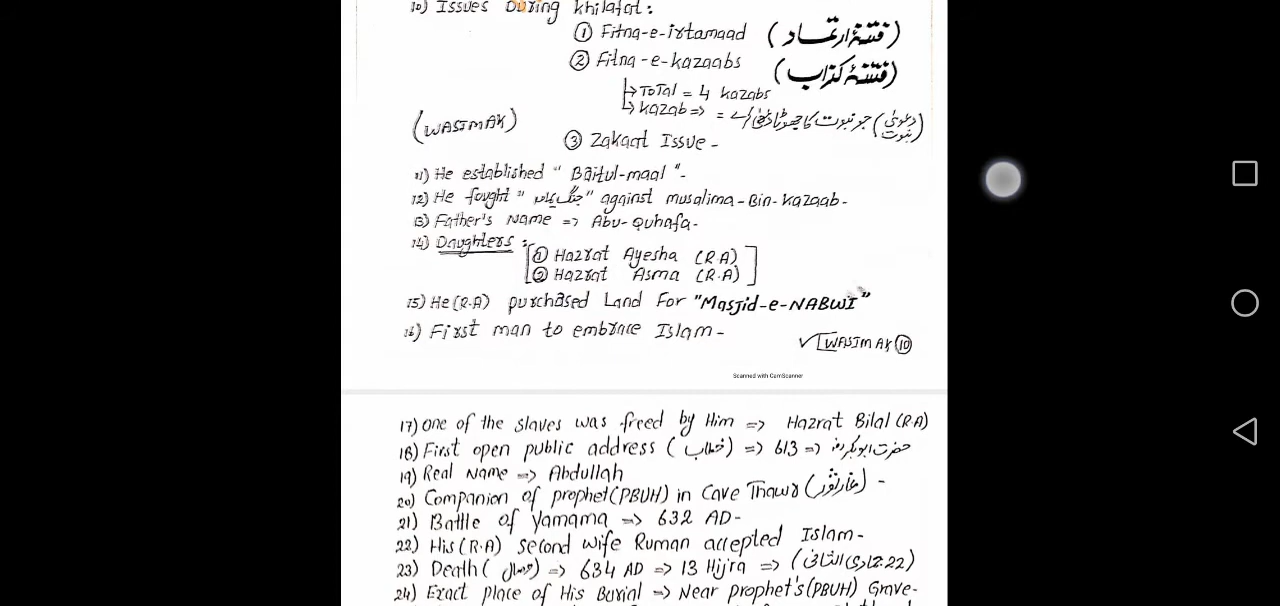 10) Issues During khilafat :
① Fitna-e-irtamaad (فتنۂ ارتماد)
② Fitna-e-kazaabs (فتنۂ کذاب)
↳ Total = 4 kazabs
↳ kazab => = جو نبوت کا جھوٹا دعویٰ کرے (دعویٰ نبوت)
(WASIMAK)
③ Zakaat Issue -
11) He established "Baitul-maal"-
12) He fought "جنگ یمامہ" against musalima-Bin-kazaab-
13) Father's Name => Abu-Quhafa-
14) Daughters :
① Hazrat Ayesha (R.A)
② Hazrat Asma (R.A)
15) He (R.A) purchased Land For "Masjid-e-NABWI"
16) First man to embrace Islam -
WASIMAK ⑩
Scanned with CamScanner
17) One of the slaves was freed by Him => Hazrat Bilal (R.A)
18) First open public address (خطاب) => 613 => حضرت ابوبکرؓ
19) Real Name => Abdullah
20) Companion of prophet (PBUH) in Cave Thawr (غارِ ثور) -
21) Battle of Yamama => 632 AD-
22) His (R.A) second wife Ruman accepted Islam-
23) Death (وصال) => 634 AD => 13 Hijra => (22 جمادی الثانی)
24) Exact place of His Burial => Near prophet's (PBUH) Grave-